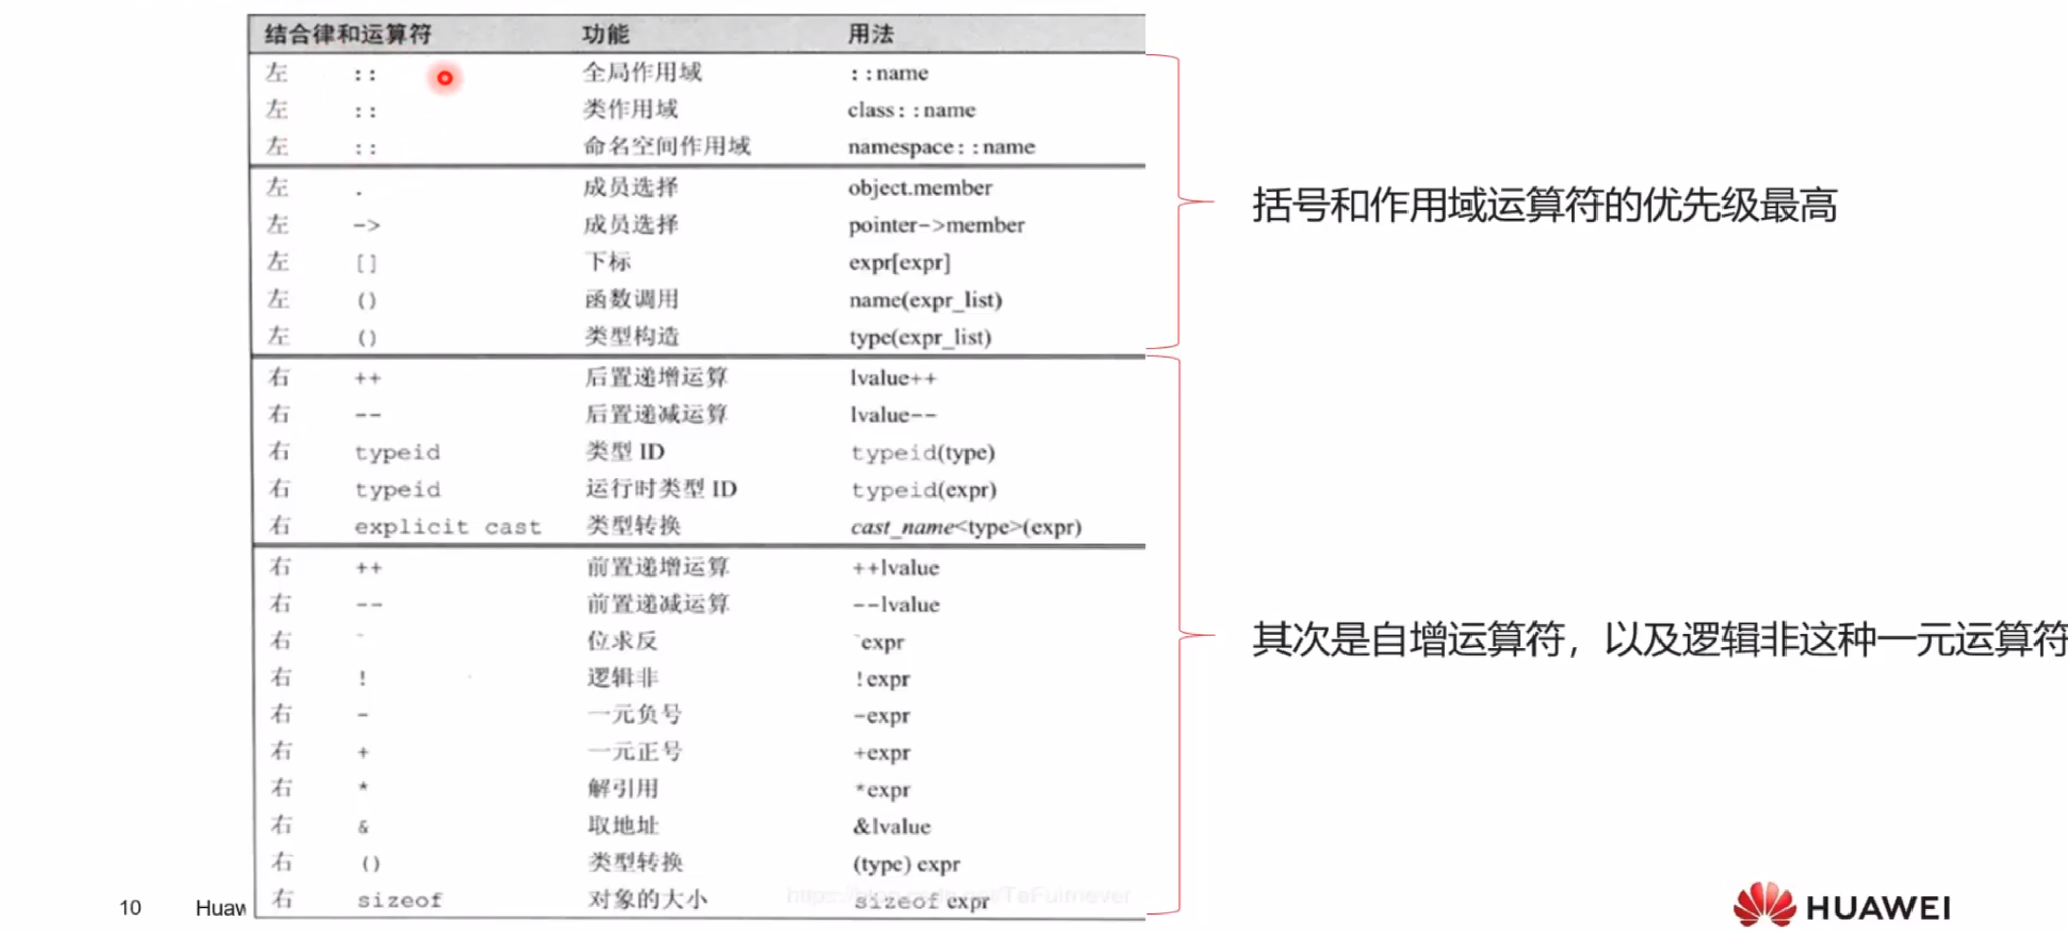 结合律和运算符 功能 用法
左 :: 全局作用域 ::name
左 :: 类作用域 class::name
左 :: 命名空间作用域 namespace::name
左 . 成员选择 object.member
左 -> 成员选择 pointer->member
左 [] 下标 expr[expr]
左 () 函数调用 name(expr_list)
左 () 类型构造 type(expr_list)
括号和作用域运算符的优先级最高
右 ++ 后置递增运算 lvalue++
右 -- 后置递减运算 lvalue--
右 typeid 类型 ID typeid(type)
右 typeid 运行时类型 ID typeid(expr)
右 explicit cast 类型转换 cast_name<type>(expr)
右 ++ 前置递增运算 ++lvalue
右 -- 前置递减运算 --lvalue
右 ~ 位求反 ~expr
右 ! 逻辑非 !expr
右 - 一元负号 -expr
右 + 一元正号 +expr
右 * 解引用 *expr
右 & 取地址 &lvalue
右 () 类型转换 (type) expr
右 sizeof 对象的大小 sizeof expr
其次是自增运算符，以及逻辑非这种一元运算符
10 Huaw
HUAWEI